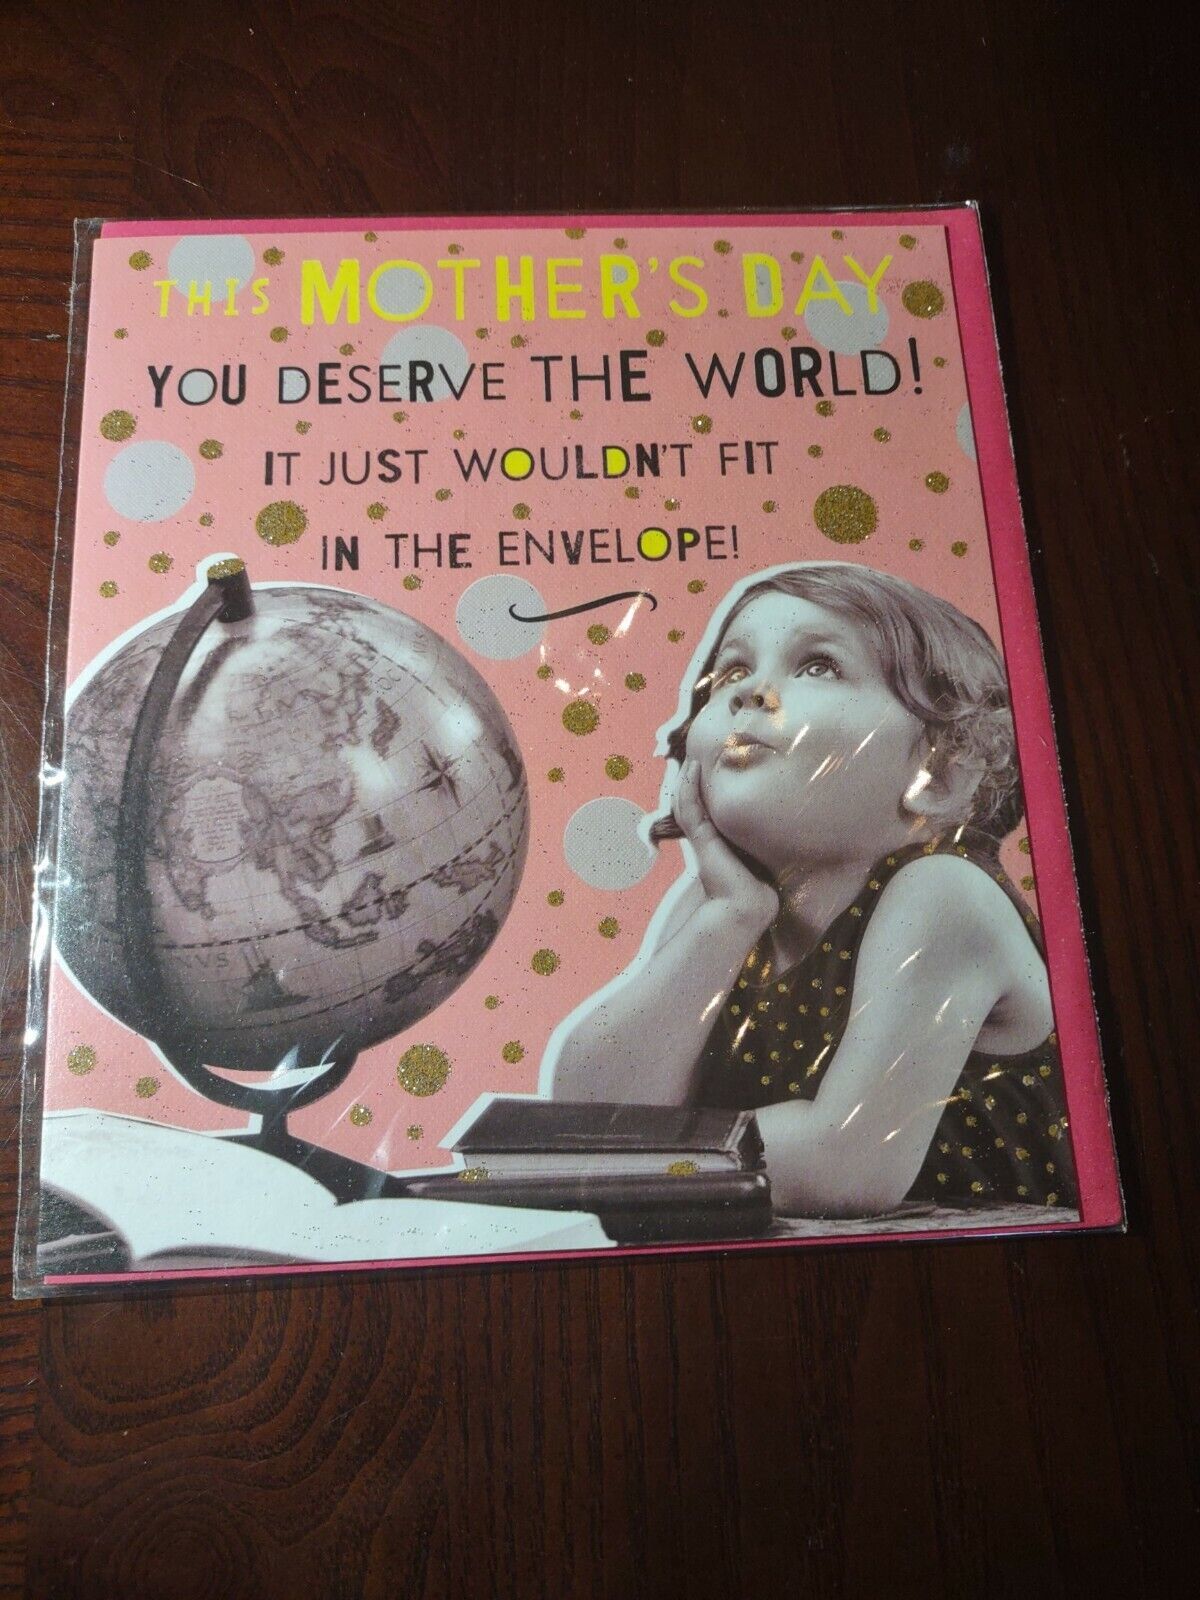 THIS MOTHER'S DAY
YOU DESERVE THE WORLD!
IT JUST WOULDN'T FIT
IN THE ENVELOPE!